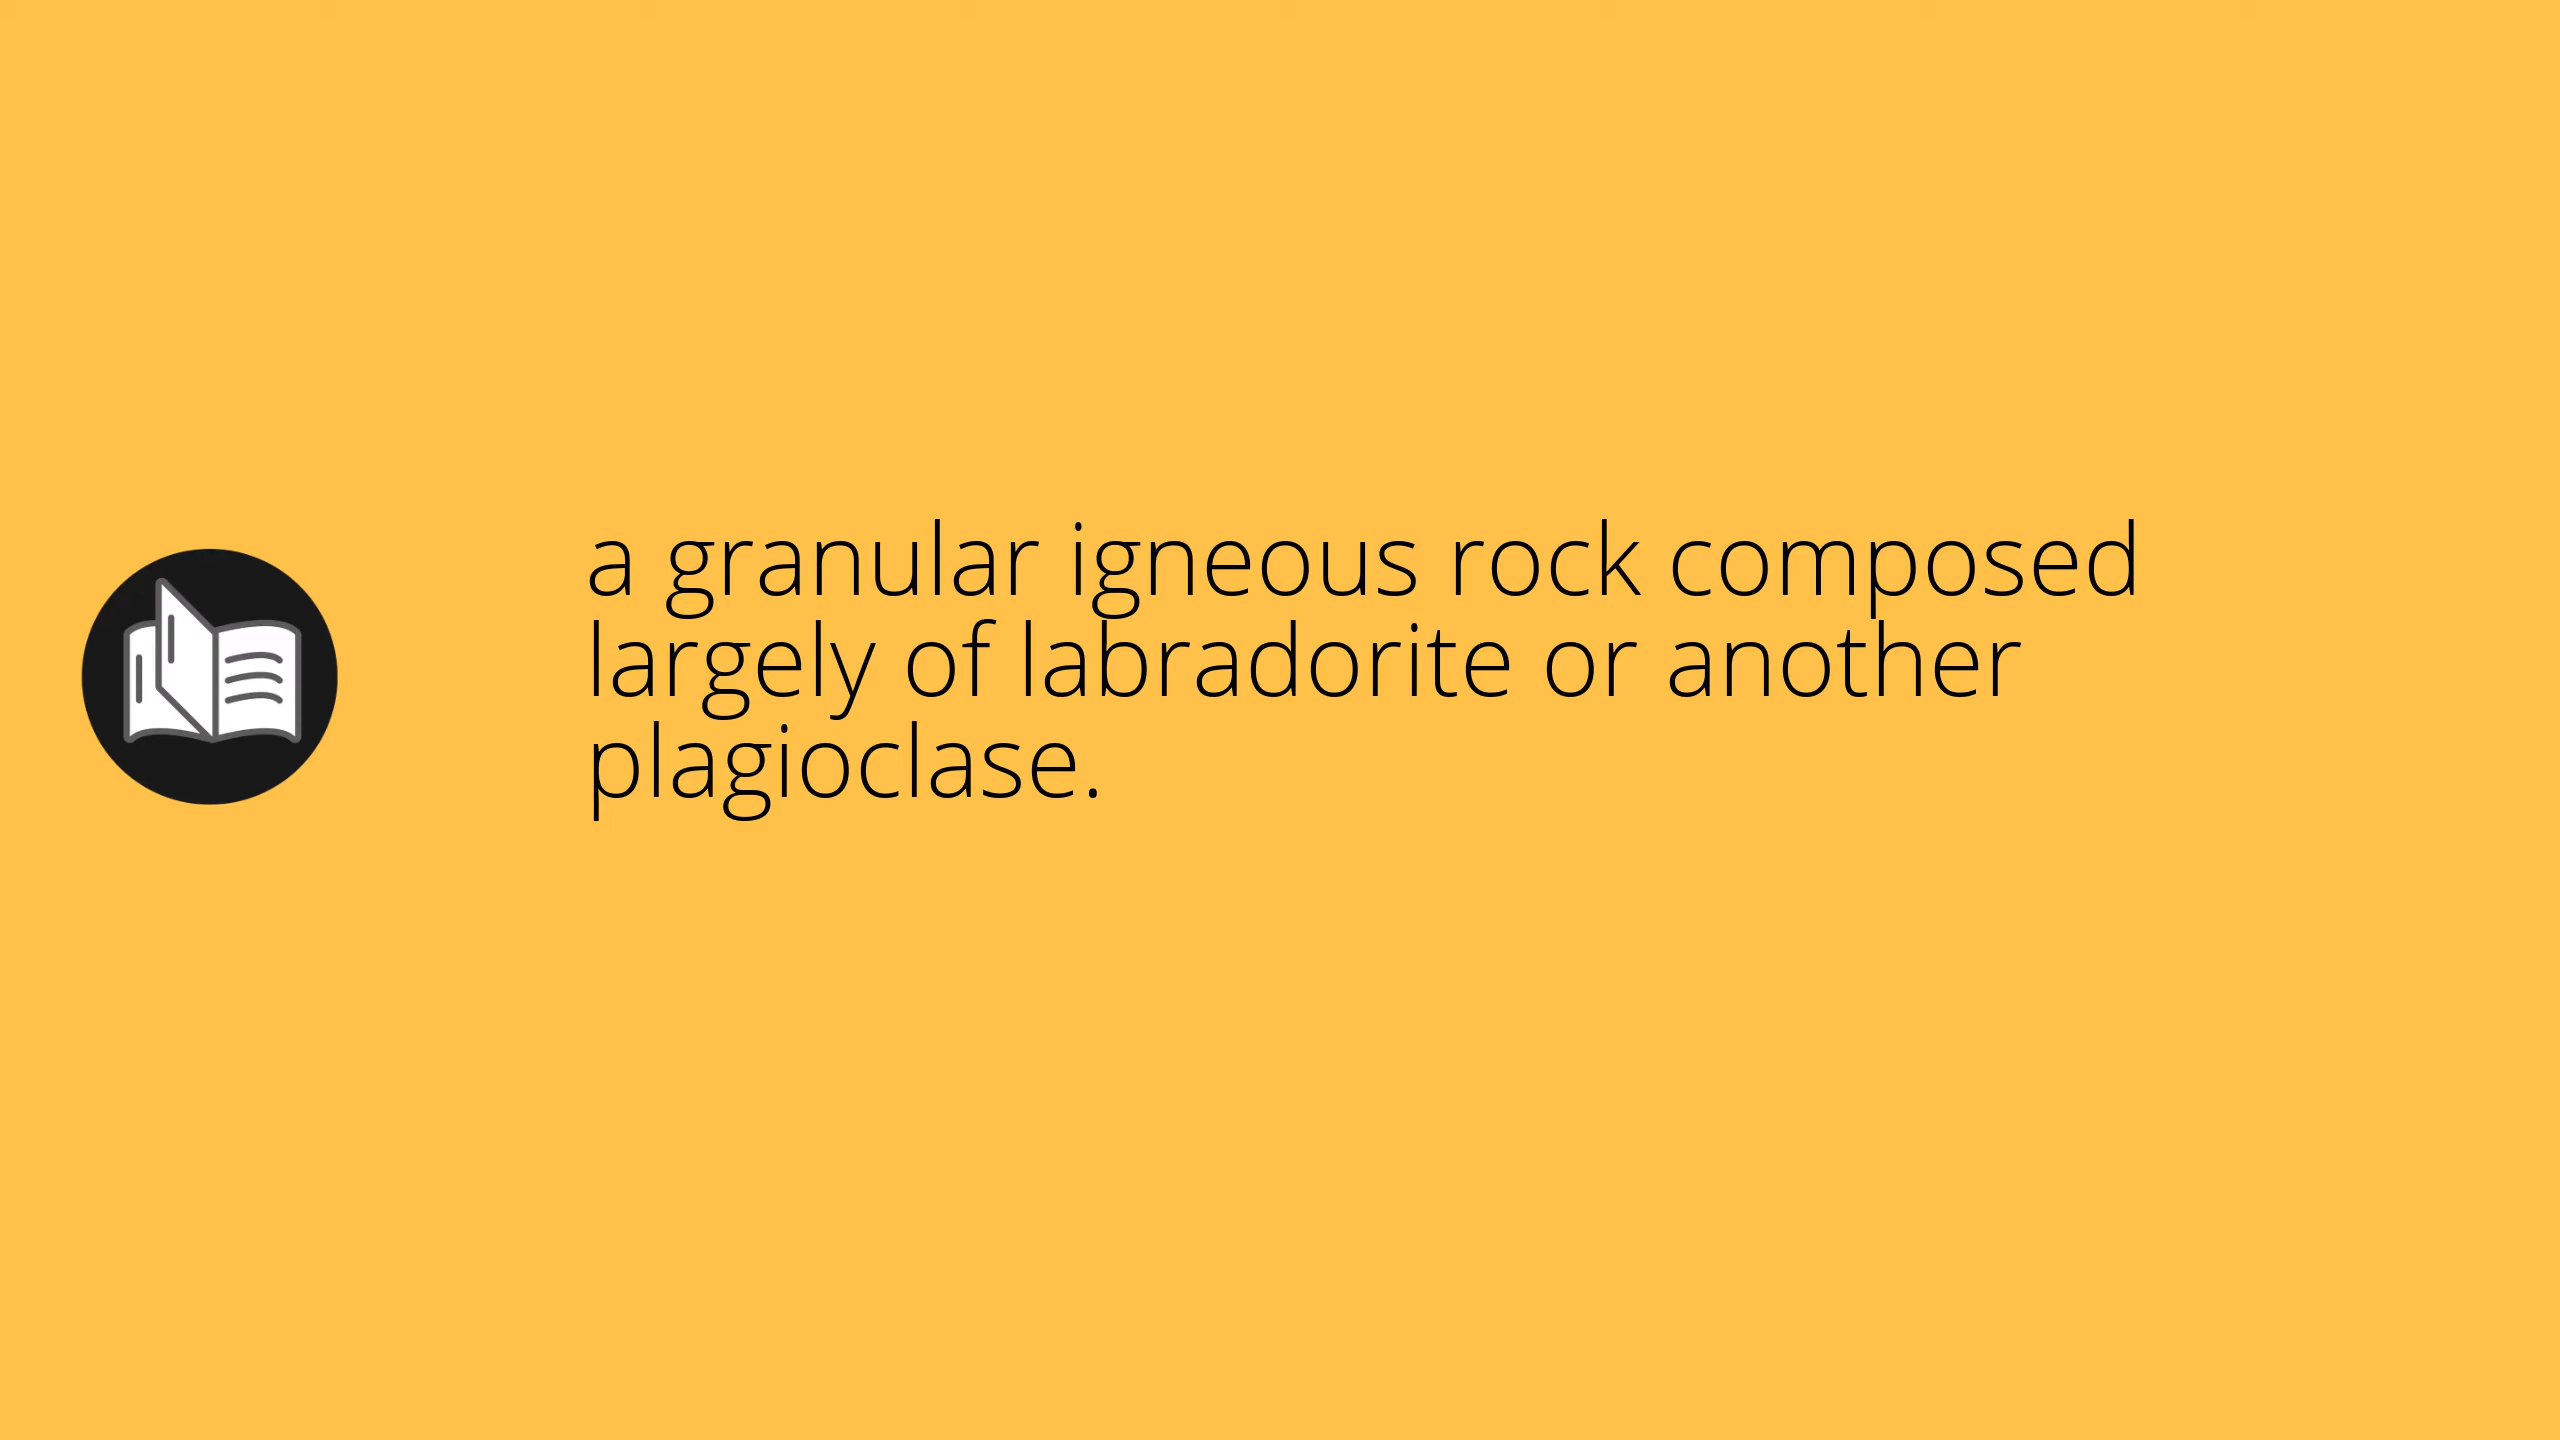 a granular igneous rock composed
largely of labradorite or another
plagioclase.